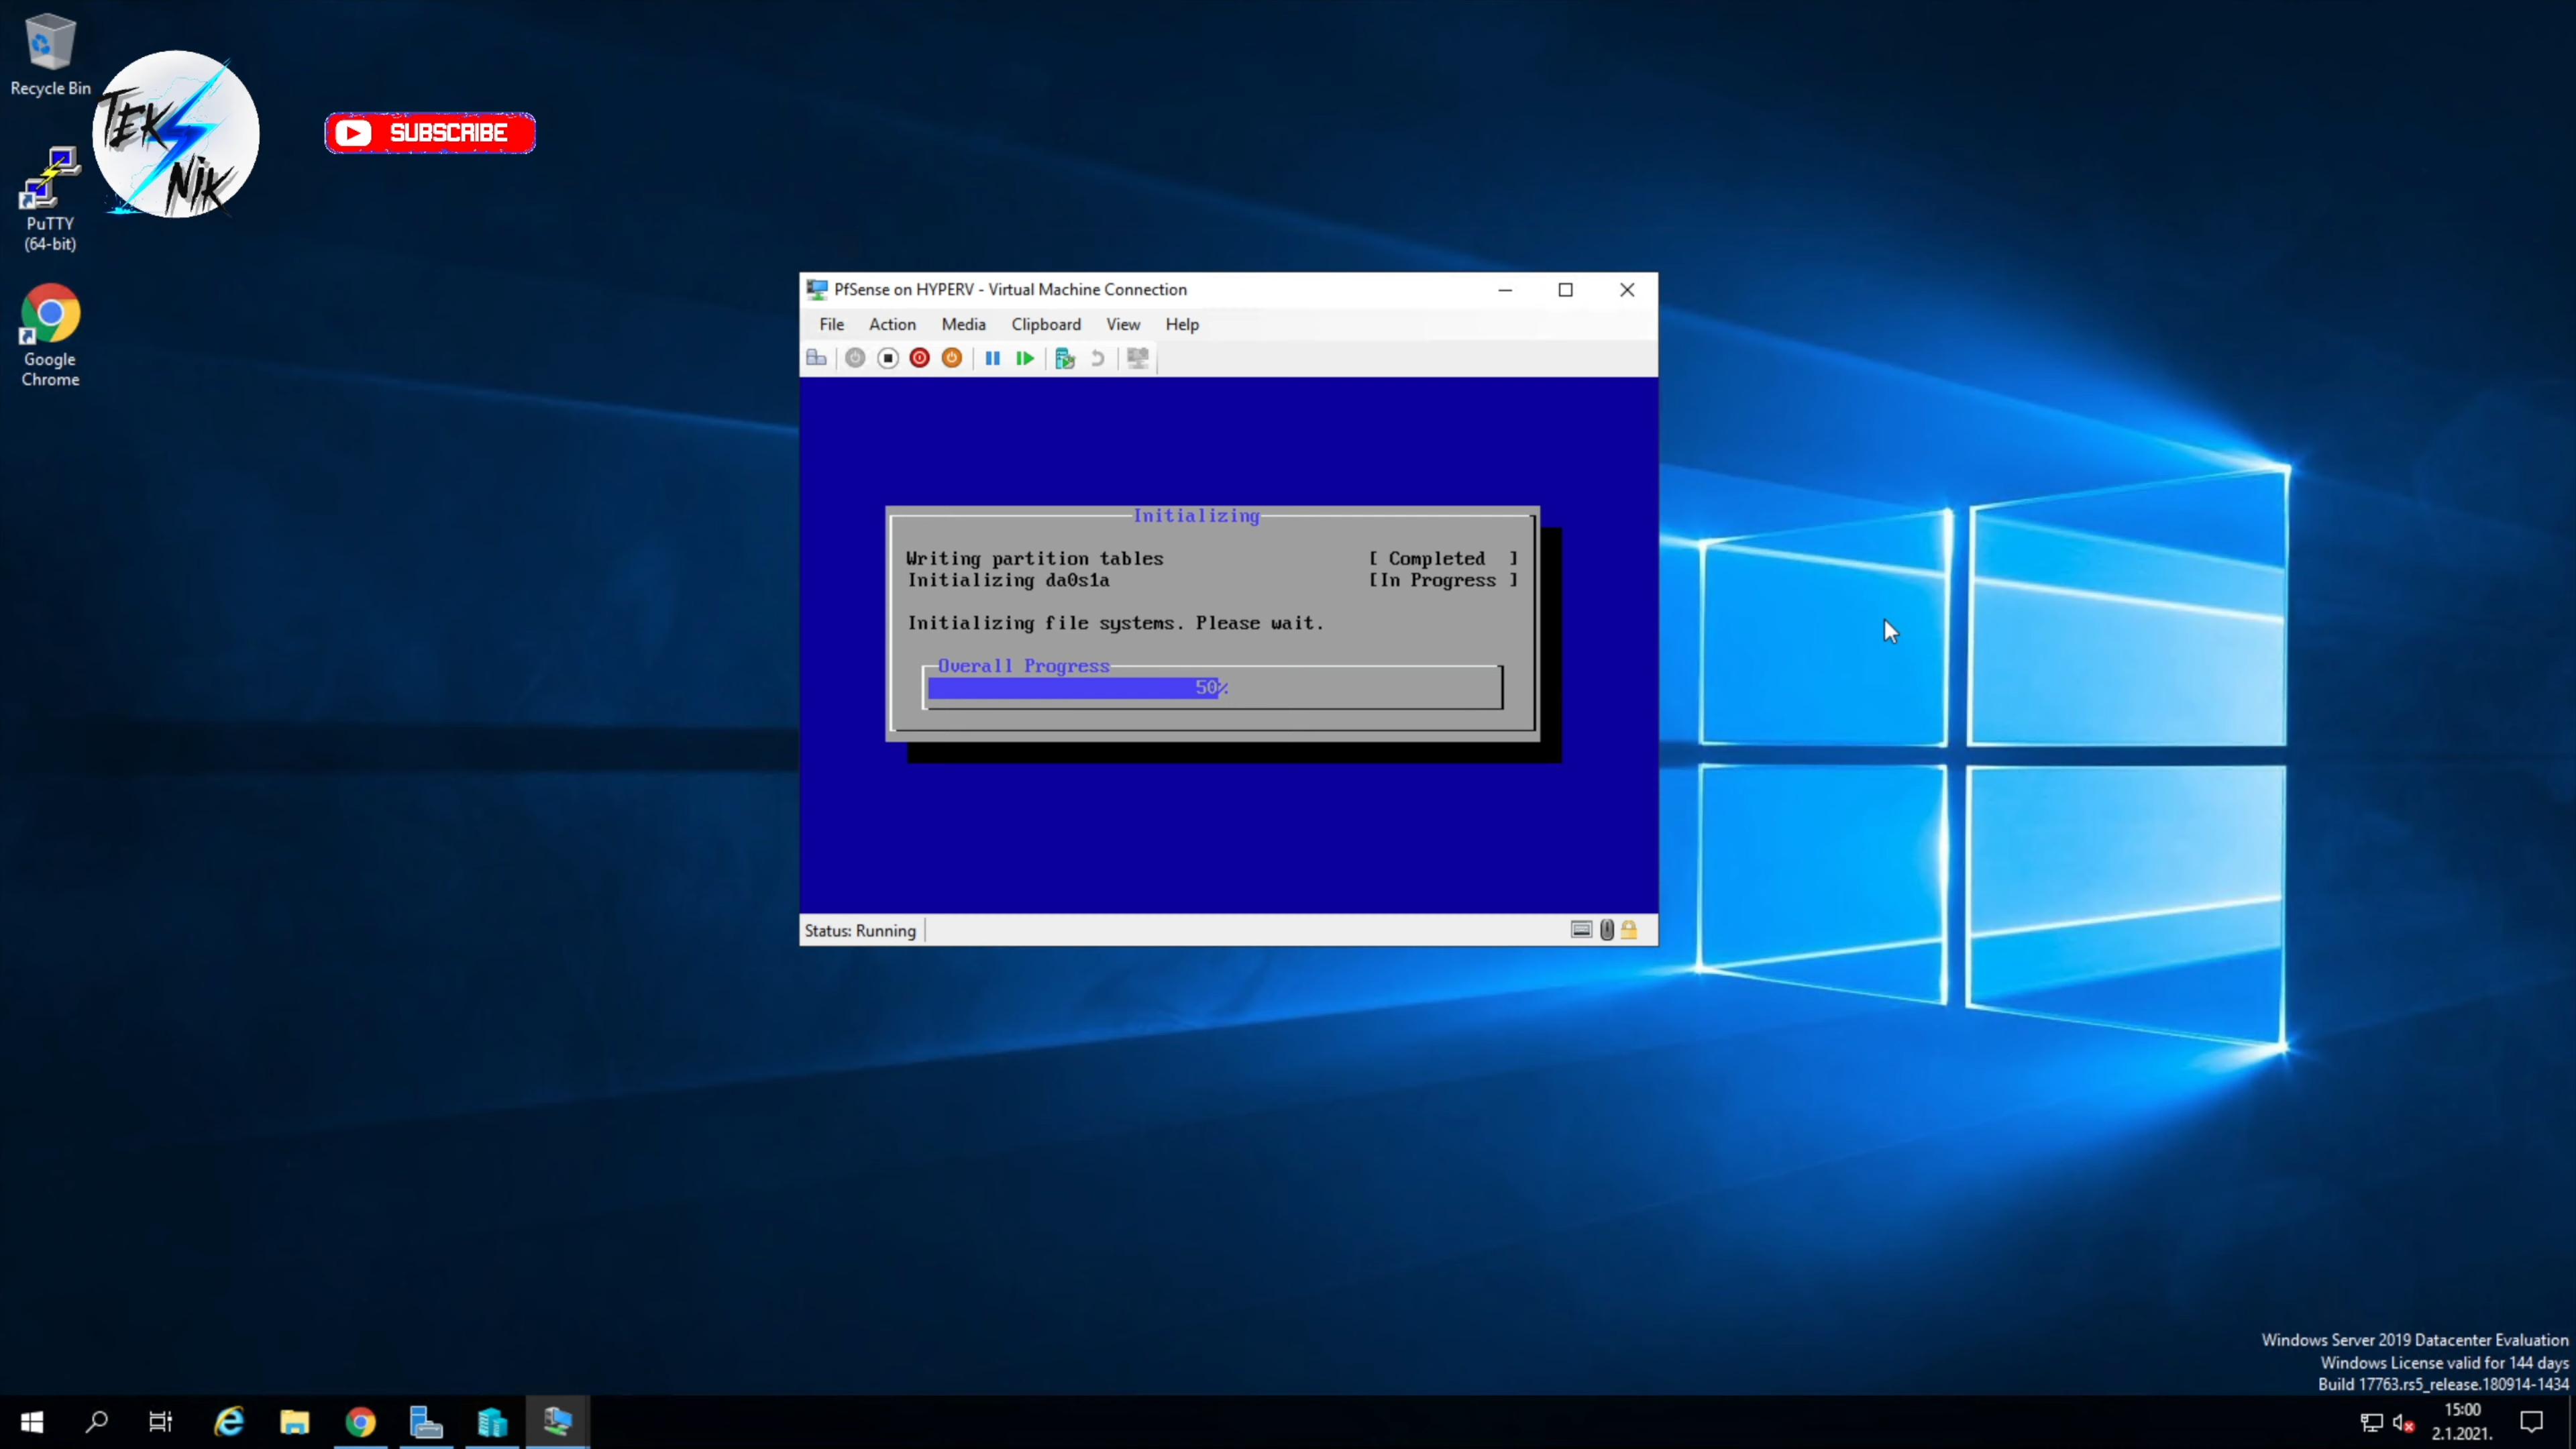 Recycle Bin
TEK
NIK
SUBSCRIBE
PuTTY
(64-bit)
Google
Chrome
PfSense on HYPERV - Virtual Machine Connection
File Action Media Clipboard View Help
Initializing
Writing partition tables [ Completed ]
Initializing da0s1a [In Progress ]
Initializing file systems. Please wait.
Overall Progress
50%
Status: Running
Windows Server 2019 Datacenter Evaluation
Windows License valid for 144 days
Build 17763.rs5_release.180914-1434
15:00
2.1.2021.